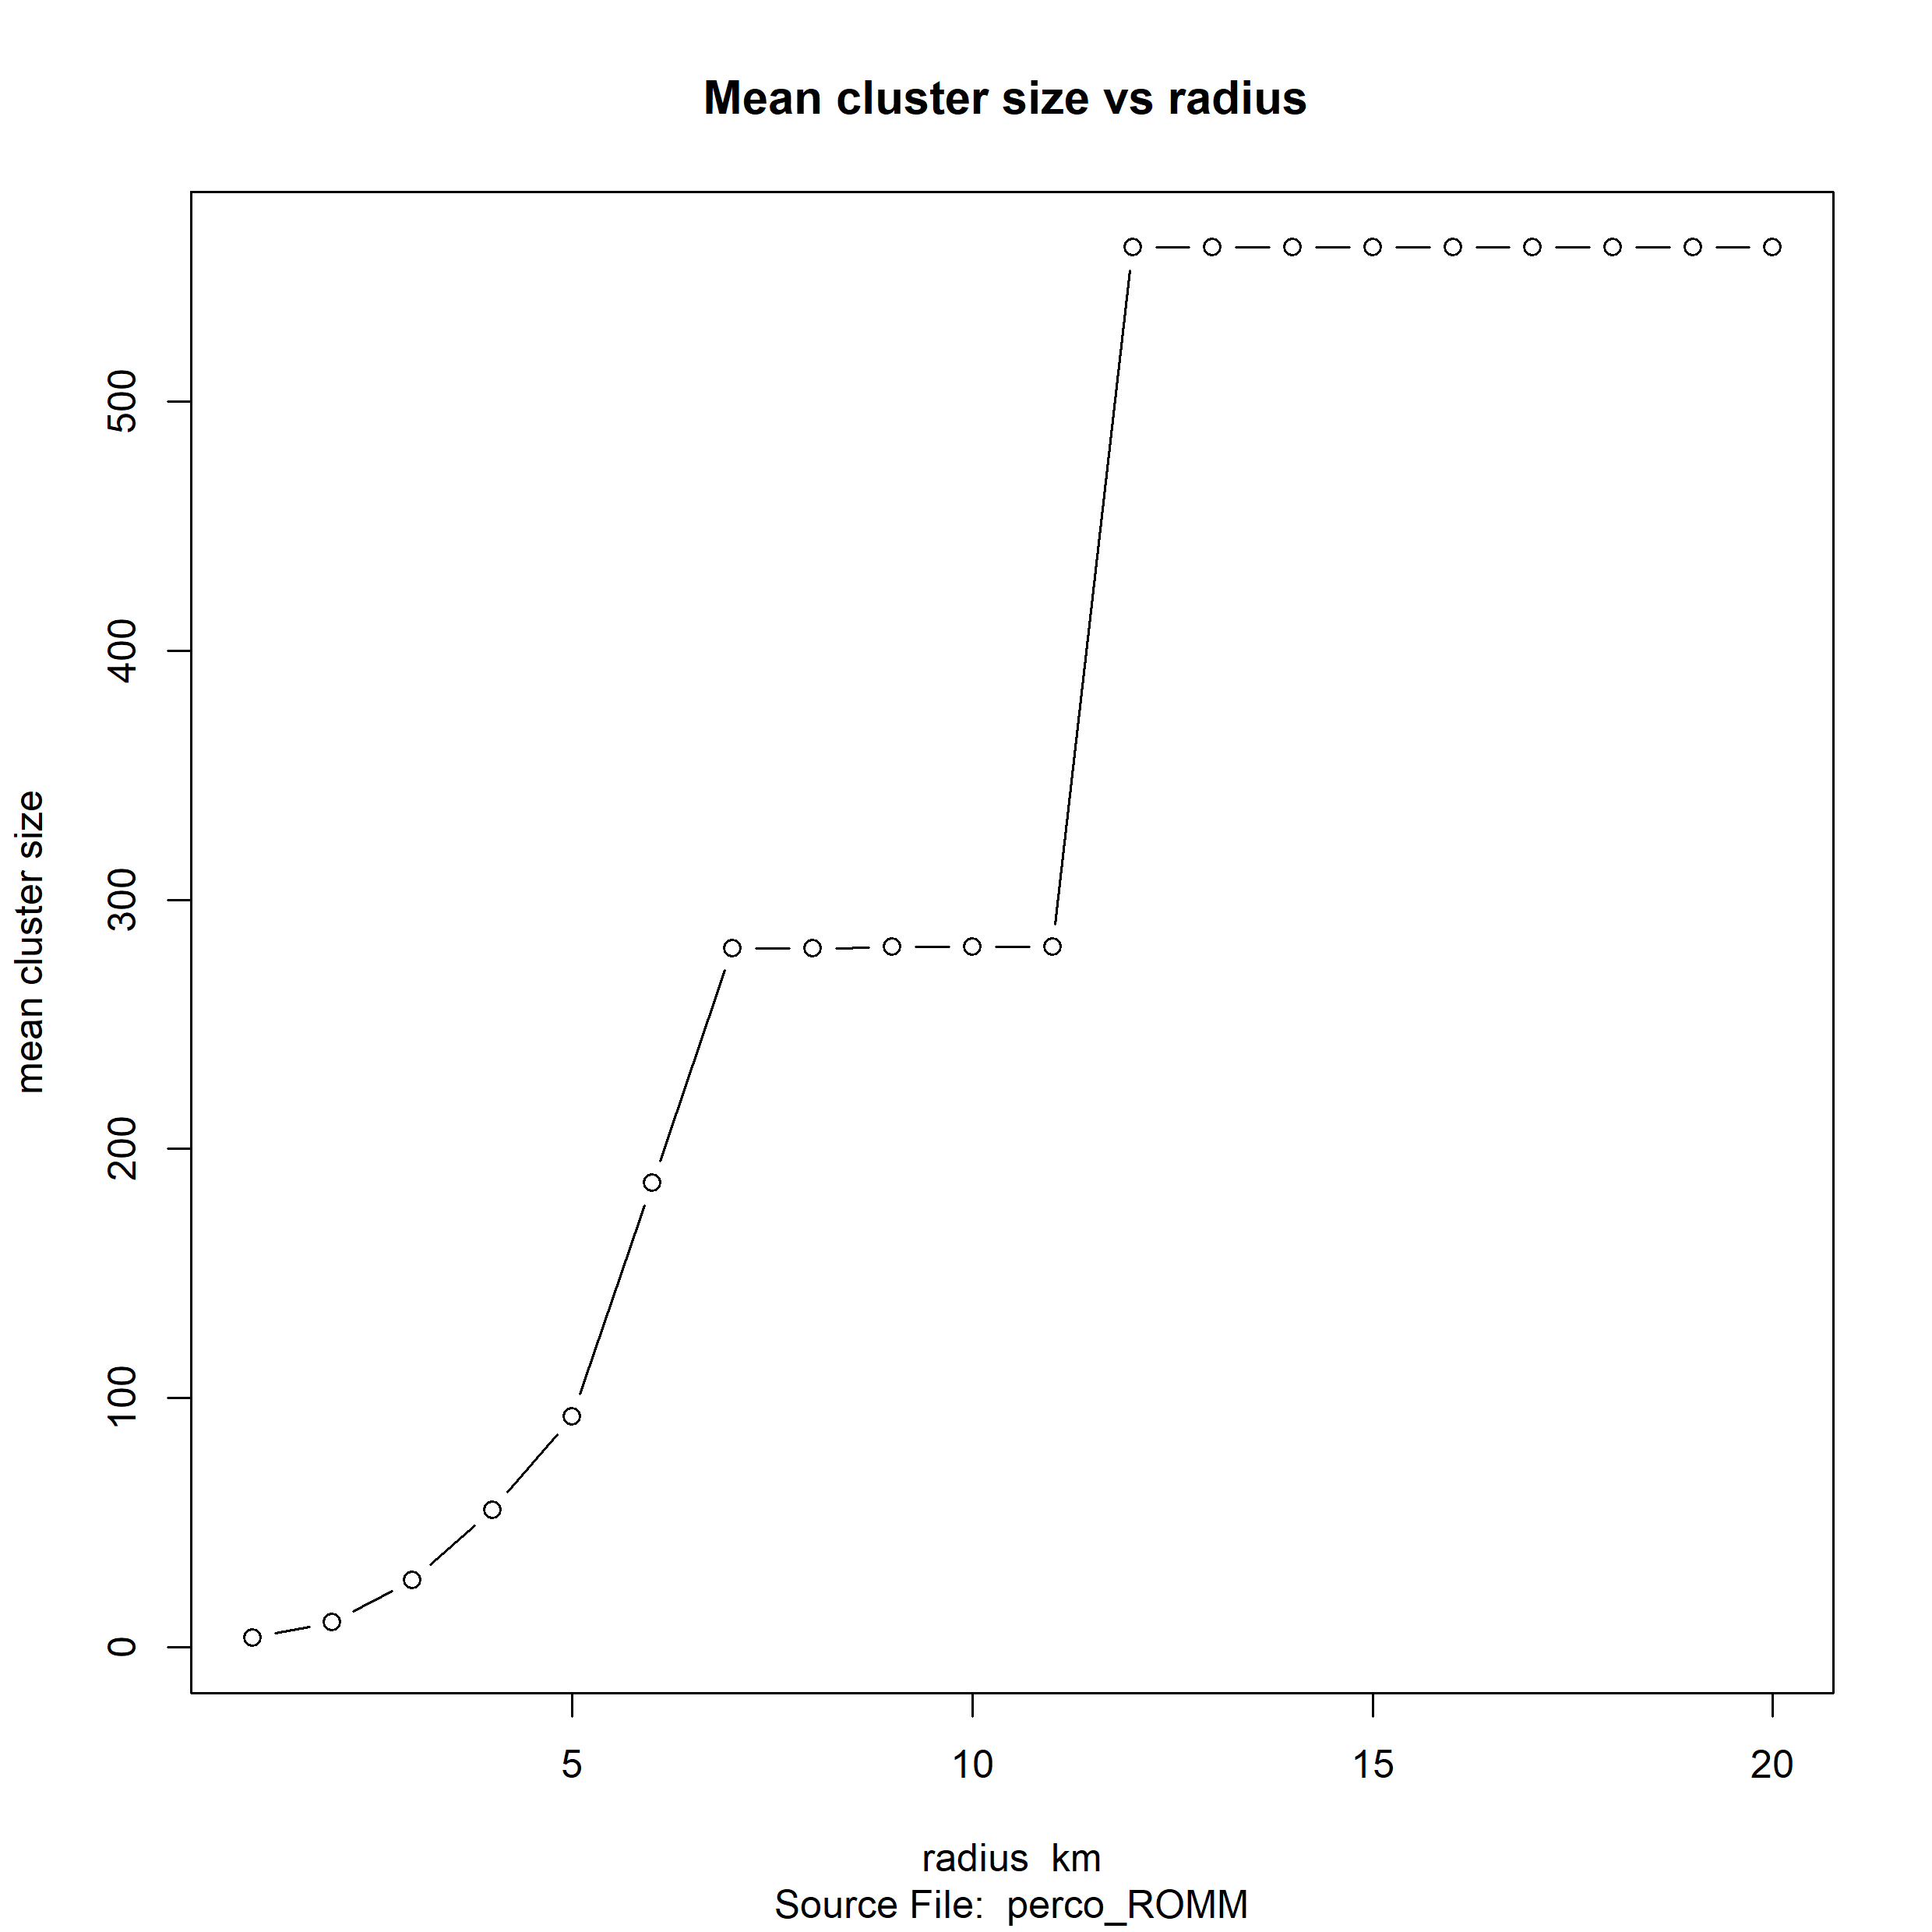 Mean cluster size vs radius
500
400
300
200
100
0
mean cluster size
5 10 15 20
radius  km
Source File:  perco_ROMM